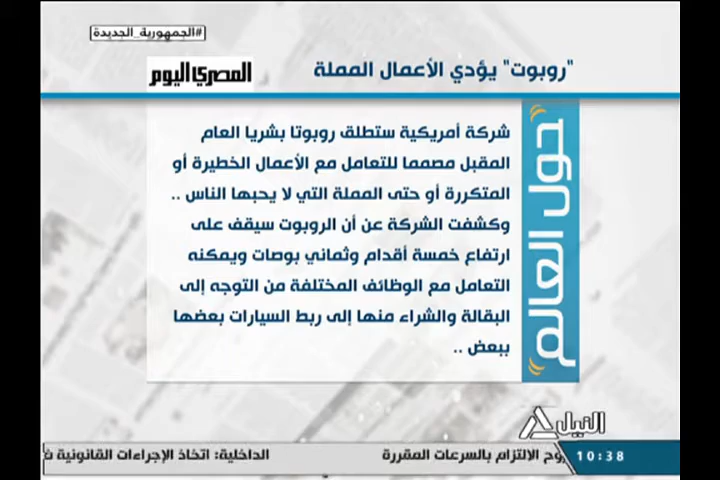 #الجمهورية_الجديدة
"روبوت" يؤدي الأعمال المملة
المصري اليوم
"حول العالم"
شركة أمريكية ستطلق روبوتا بشريا العام
المقبل مصمما للتعامل مع الأعمال الخطيرة أو
المتكررة أو حتى المملة التي لا يحبها الناس ..
وكشفت الشركة عن أن الروبوت سيقف على
ارتفاع خمسة أقدام وثماني بوصات ويمكنه
التعامل مع الوظائف المختلفة من التوجه إلى
البقالة والشراء منها إلى ربط السيارات بعضها
ببعض ..
النيل
10:38
وح الالتزام بالسرعات المقررة
الداخلية: اتخاذ الإجراءات القانونية